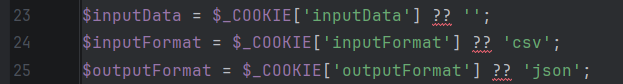 23 $inputData = $_COOKIE['inputData'] ?? '';
24 $inputFormat = $_COOKIE['inputFormat'] ?? 'csv';
25 $outputFormat = $_COOKIE['outputFormat'] ?? 'json';